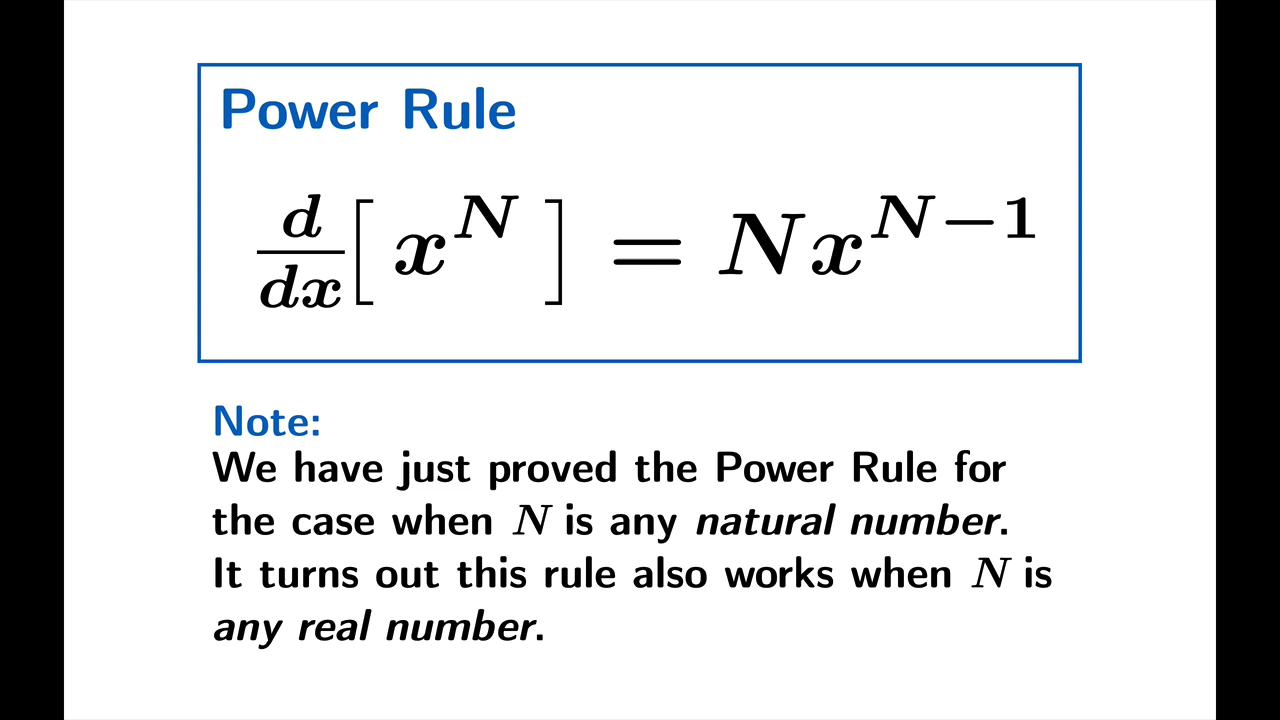 Power Rule
d/dx[x^N] = Nx^{N-1}
Note:
We have just proved the Power Rule for
the case when N is any natural number.
It turns out this rule also works when N is
any real number.